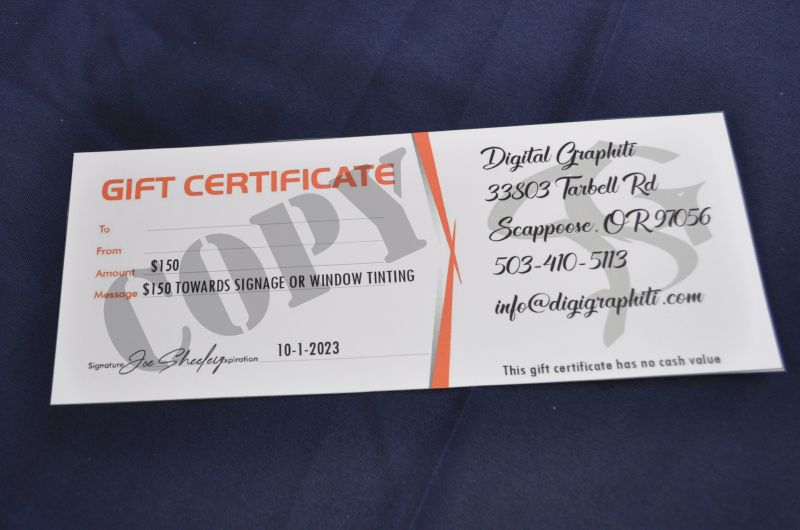 GIFT CERTIFICATE
COPY
To
From
Amount $150
Message $150 TOWARDS SIGNAGE OR WINDOW TINTING
Signature Joe Sheeley xpiration 10-1-2023
Digital Graphiti
33803 Tarbell Rd
Scappoose, OR 97056
503-410-5113
info@digigraphiti.com
This gift certificate has no cash value